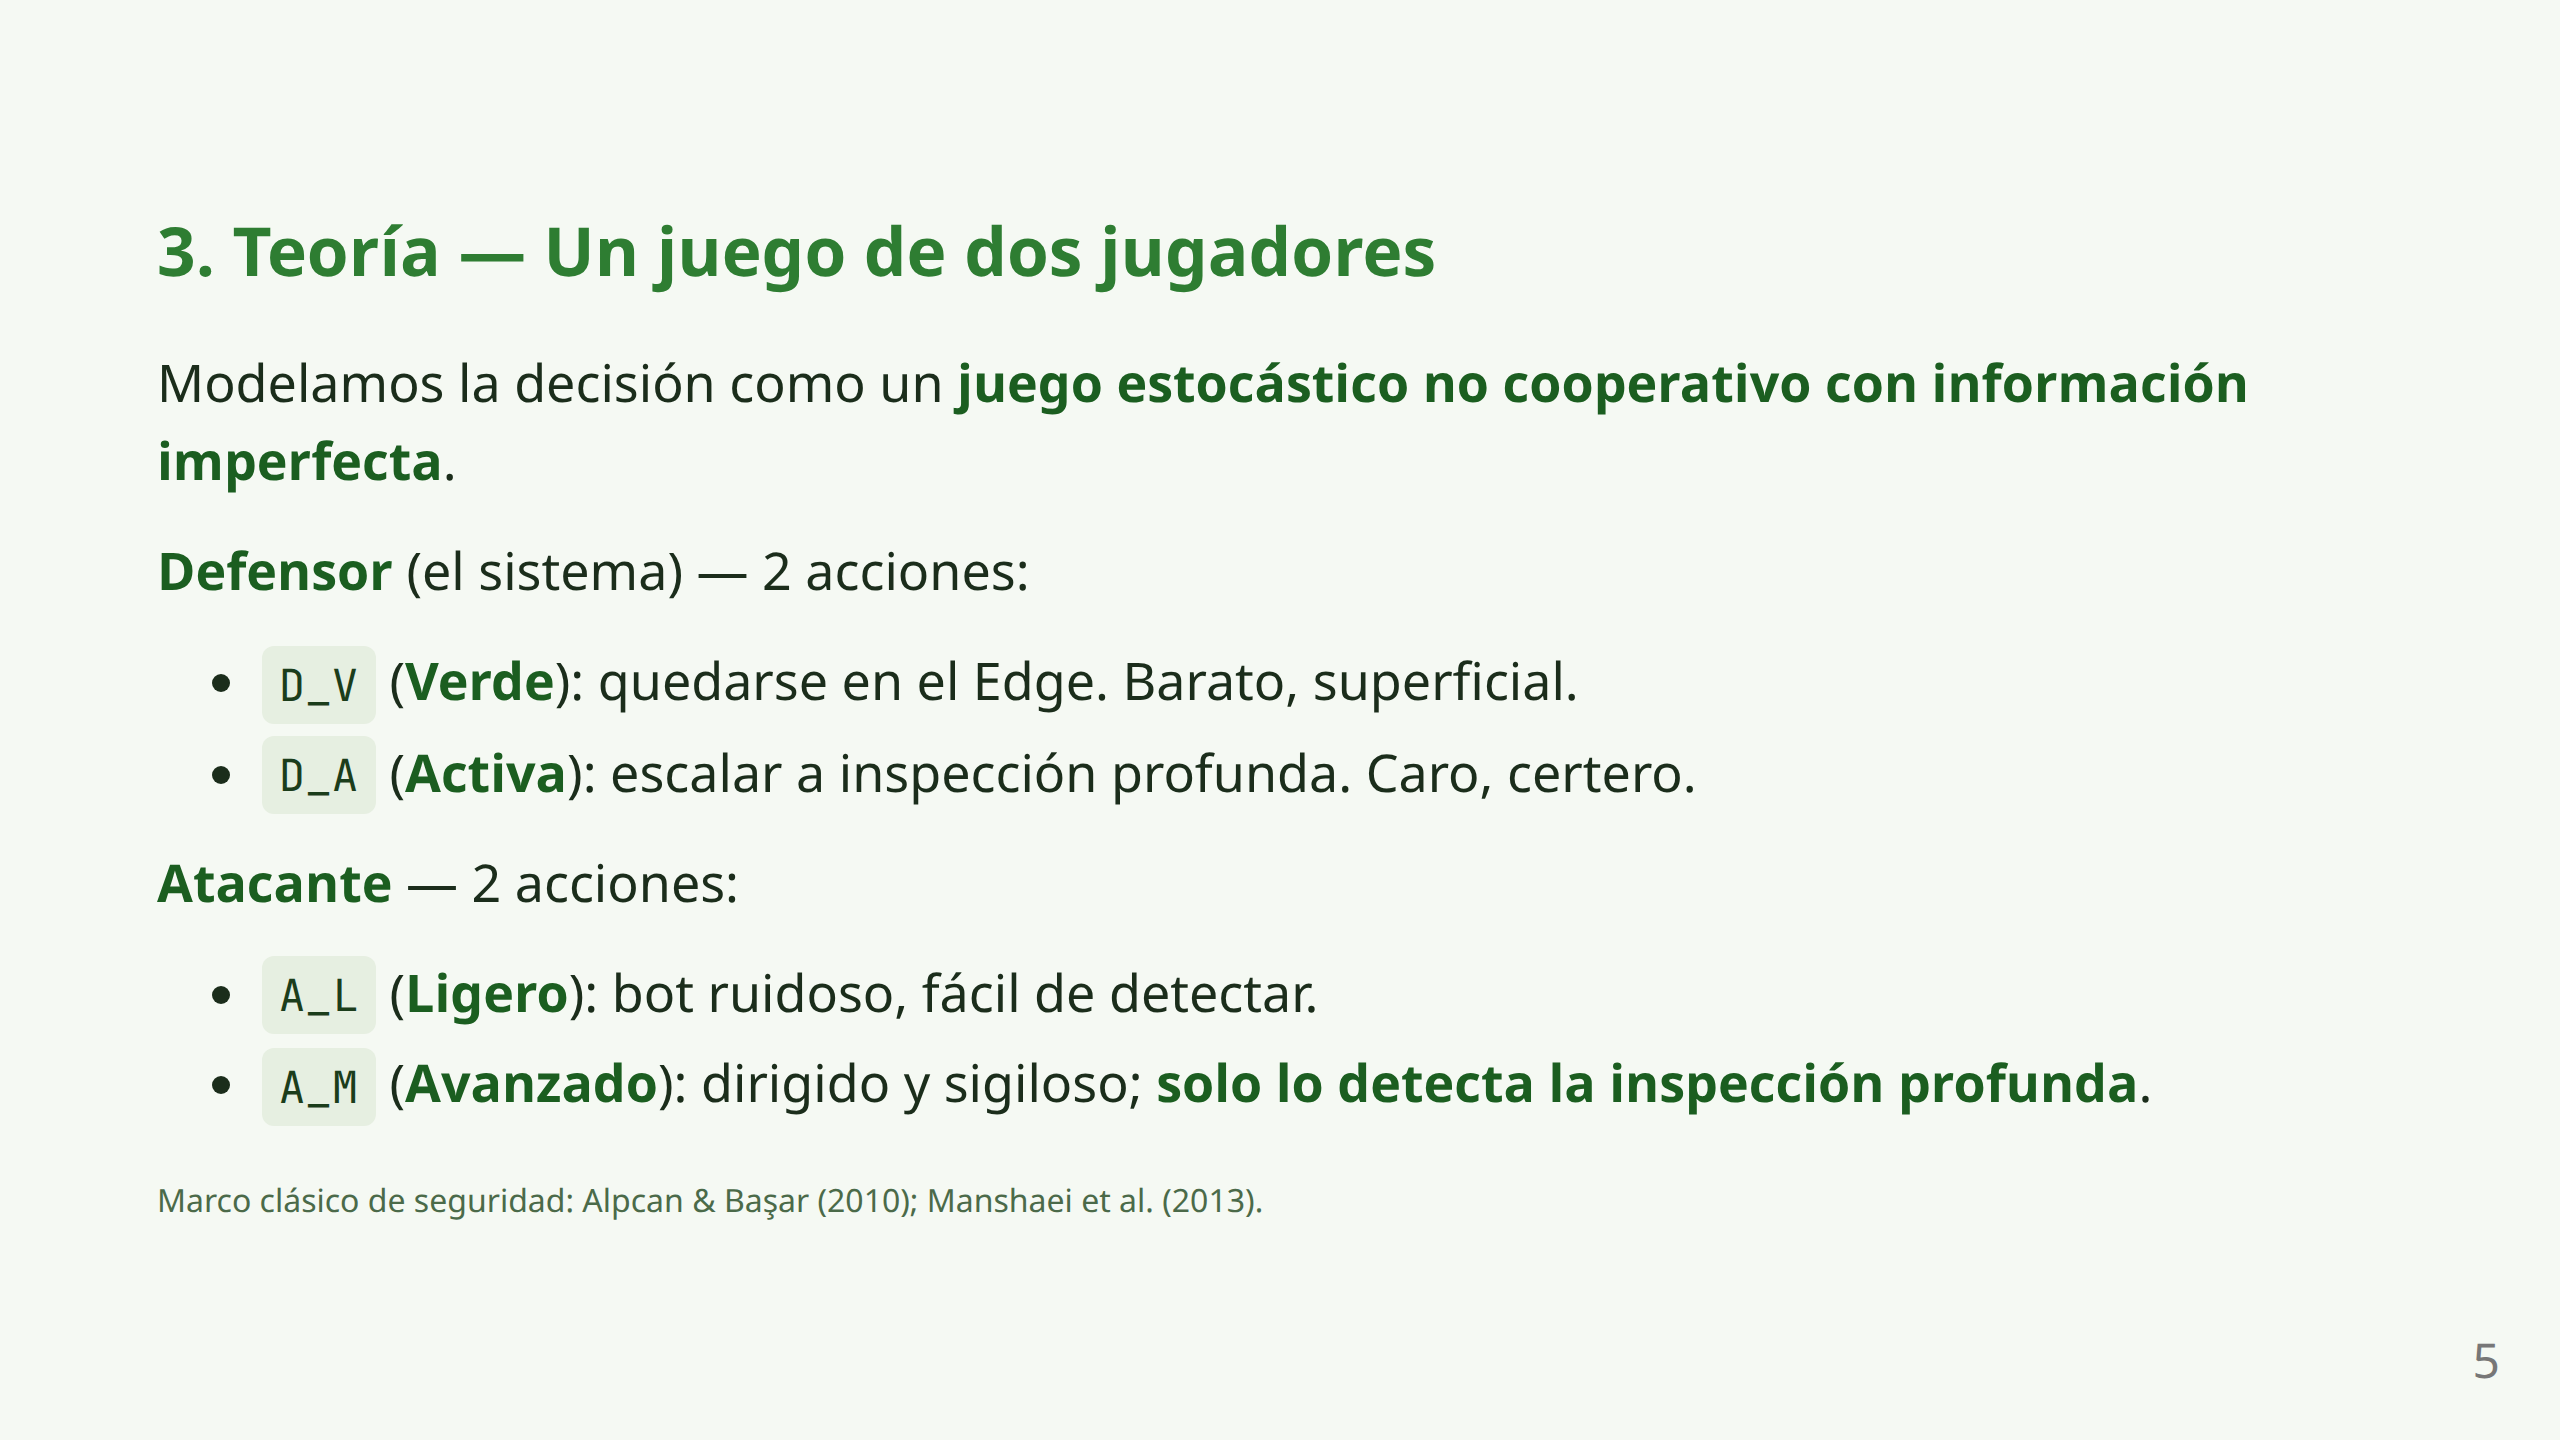 3. Teoría — Un juego de dos jugadores
Modelamos la decisión como un juego estocástico no cooperativo con información
imperfecta.
Defensor (el sistema) — 2 acciones:
• D_V (Verde): quedarse en el Edge. Barato, superficial.
• D_A (Activa): escalar a inspección profunda. Caro, certero.
Atacante — 2 acciones:
• A_L (Ligero): bot ruidoso, fácil de detectar.
• A_M (Avanzado): dirigido y sigiloso; solo lo detecta la inspección profunda.
Marco clásico de seguridad: Alpcan & Başar (2010); Manshaei et al. (2013).
5